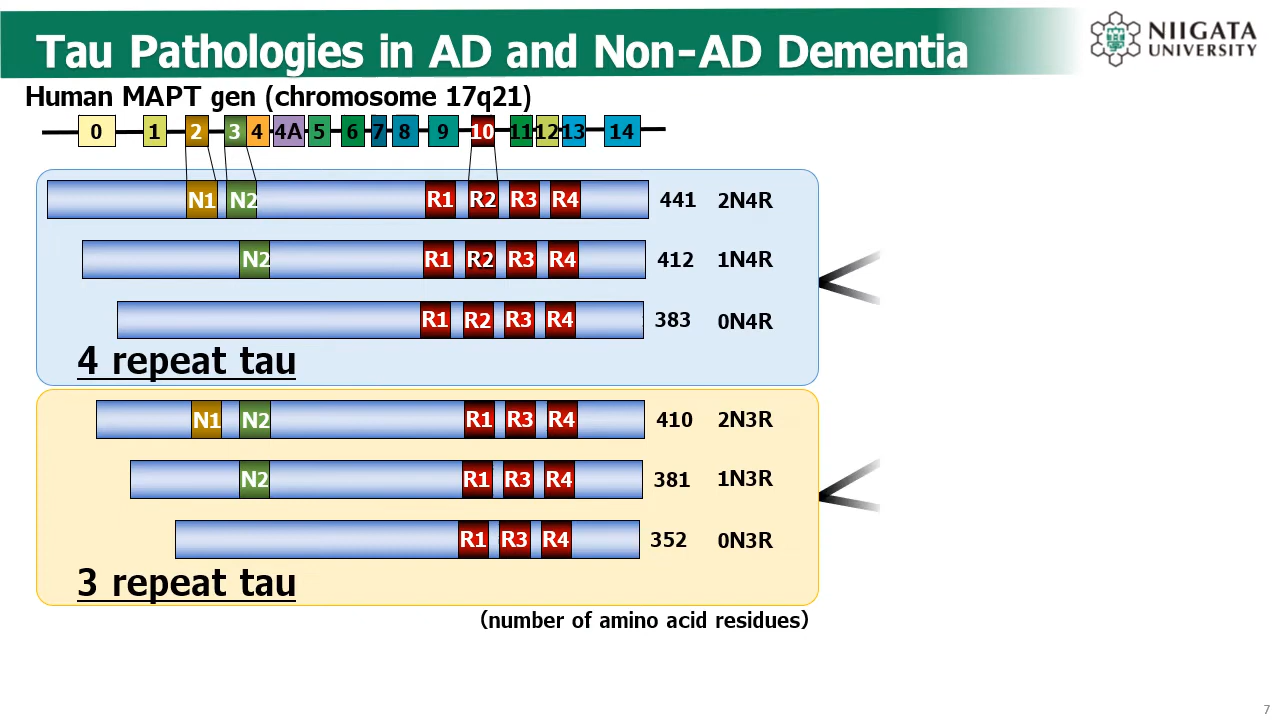 Tau Pathologies in AD and Non-AD Dementia
NIIGATA
UNIVERSITY
Human MAPT gen (chromosome 17q21)
0 1 2 3 4 4A 5 6 7 8 9 10 11 12 13 14
N1 N2 R1 R2 R3 R4 441 2N4R
N2 R1 R2 R3 R4 412 1N4R
R1 R2 R3 R4 383 0N4R
4 repeat tau
N1 N2 R1 R3 R4 410 2N3R
N2 R1 R3 R4 381 1N3R
R1 R3 R4 352 0N3R
3 repeat tau
(number of amino acid residues)
7